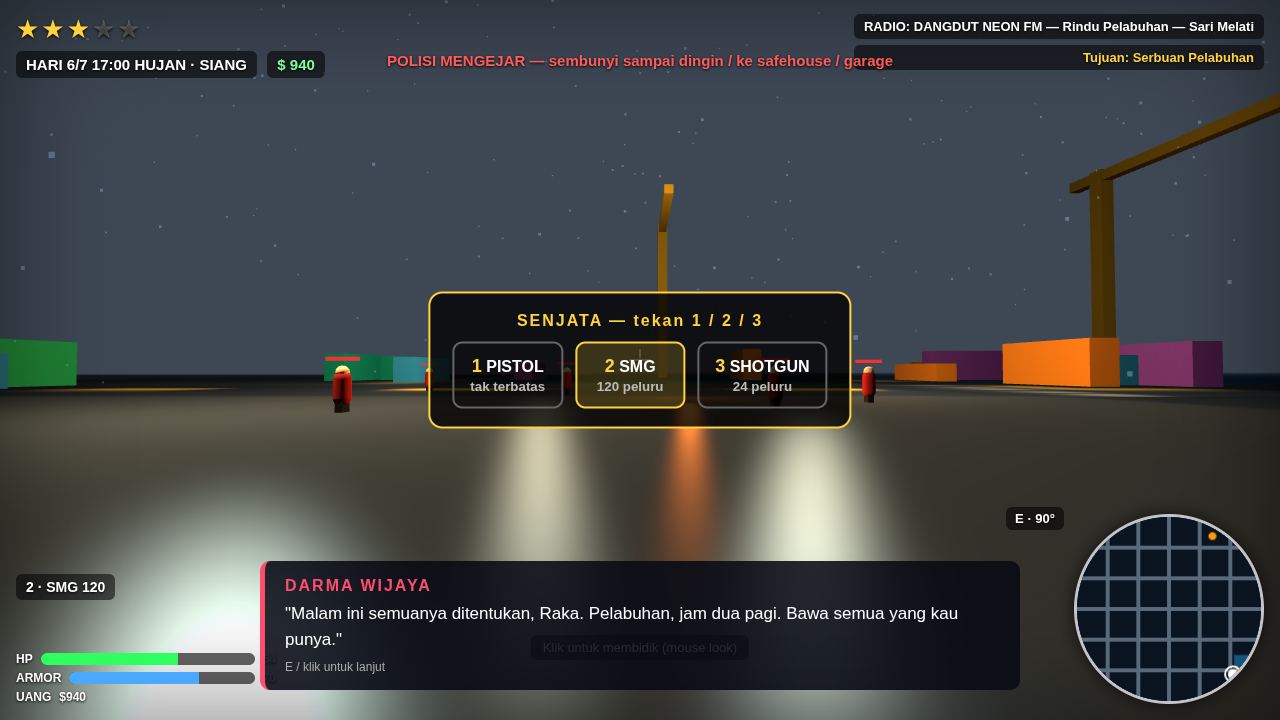 ★★★★★
HARI 6/7 17:00 HUJAN · SIANG
$ 940
RADIO: DANGDUT NEON FM — Rindu Pelabuhan — Sari Melati
POLISI MENGEJAR — sembunyi sampai dingin / ke safehouse / garage
Tujuan: Serbuan Pelabuhan
SENJATA — tekan 1 / 2 / 3
1 PISTOL
tak terbatas
2 SMG
120 peluru
3 SHOTGUN
24 peluru
E · 90°
2 · SMG 120
DARMA WIJAYA
"Malam ini semuanya ditentukan, Raka. Pelabuhan, jam dua pagi. Bawa semua yang kau
punya."
Klik untuk membidik (mouse look)
E / klik untuk lanjut
HP
ARMOR
UANG $940